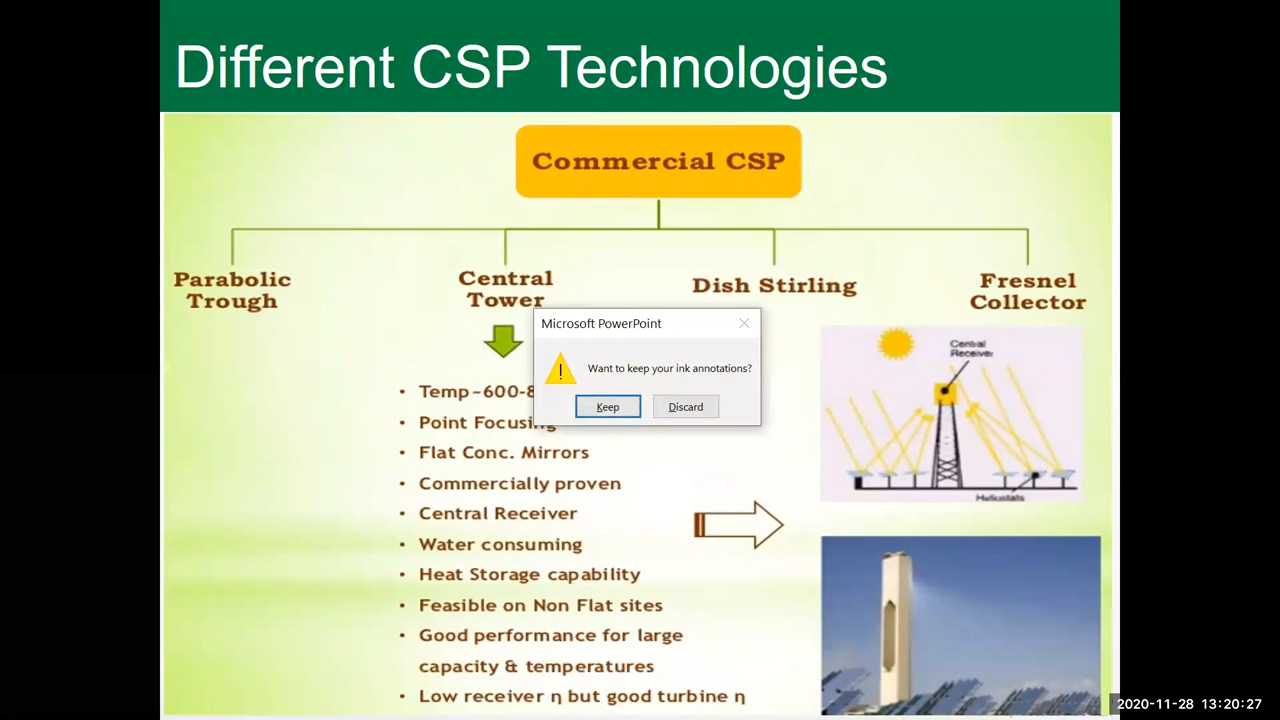 Different CSP Technologies
Commercial CSP
Parabolic
Trough
Central
Tower
Dish Stirling
Fresnel
Collector
Microsoft PowerPoint
Want to keep your ink annotations?
Keep
Discard
• Temp~600-
• Point Focusing
• Flat Conc. Mirrors
• Commercially proven
• Central Receiver
• Water consuming
• Heat Storage capability
• Feasible on Non Flat sites
• Good performance for large
capacity & temperatures
• Low receiver η but good turbine η
Central
Receiver
Heliostats
2020-11-28 13:20:27